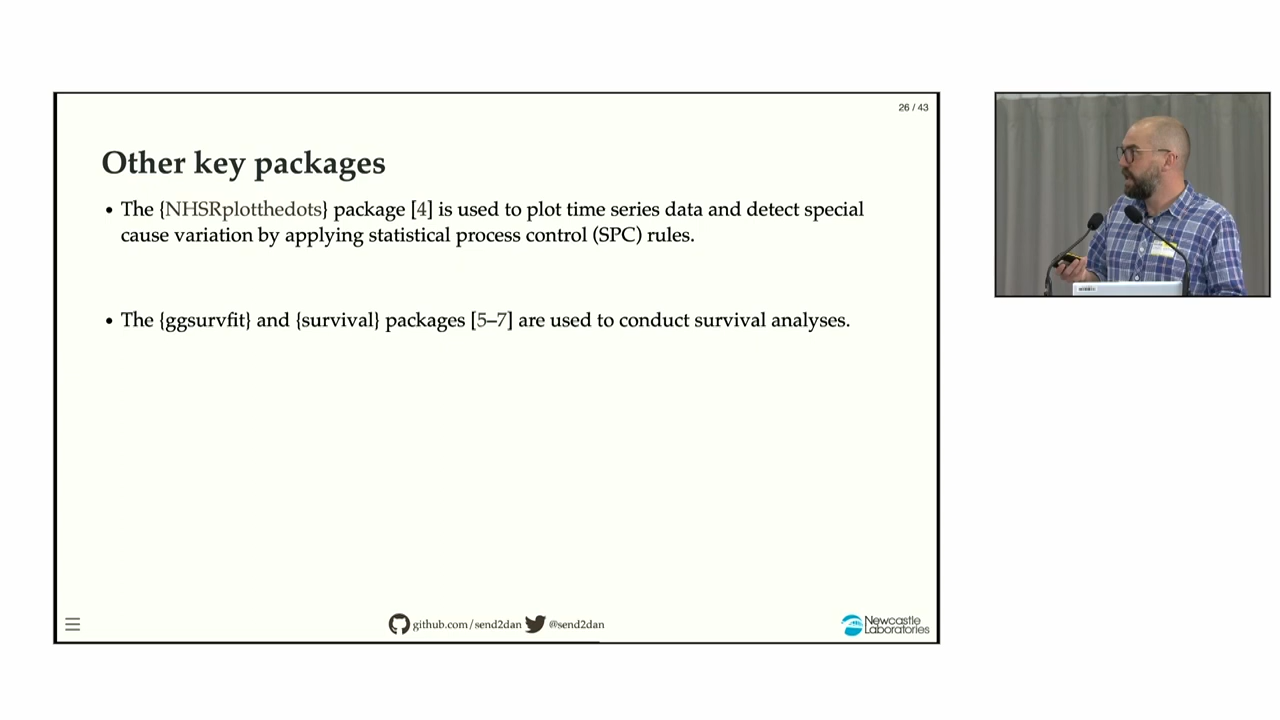 26 / 43
Other key packages
• The {NHSRplotthedots} package [4] is used to plot time series data and detect special
cause variation by applying statistical process control (SPC) rules.
• The {ggsurvfit} and {survival} packages [5–7] are used to conduct survival analyses.
github.com/send2dan @send2dan
Newcastle
Laboratories